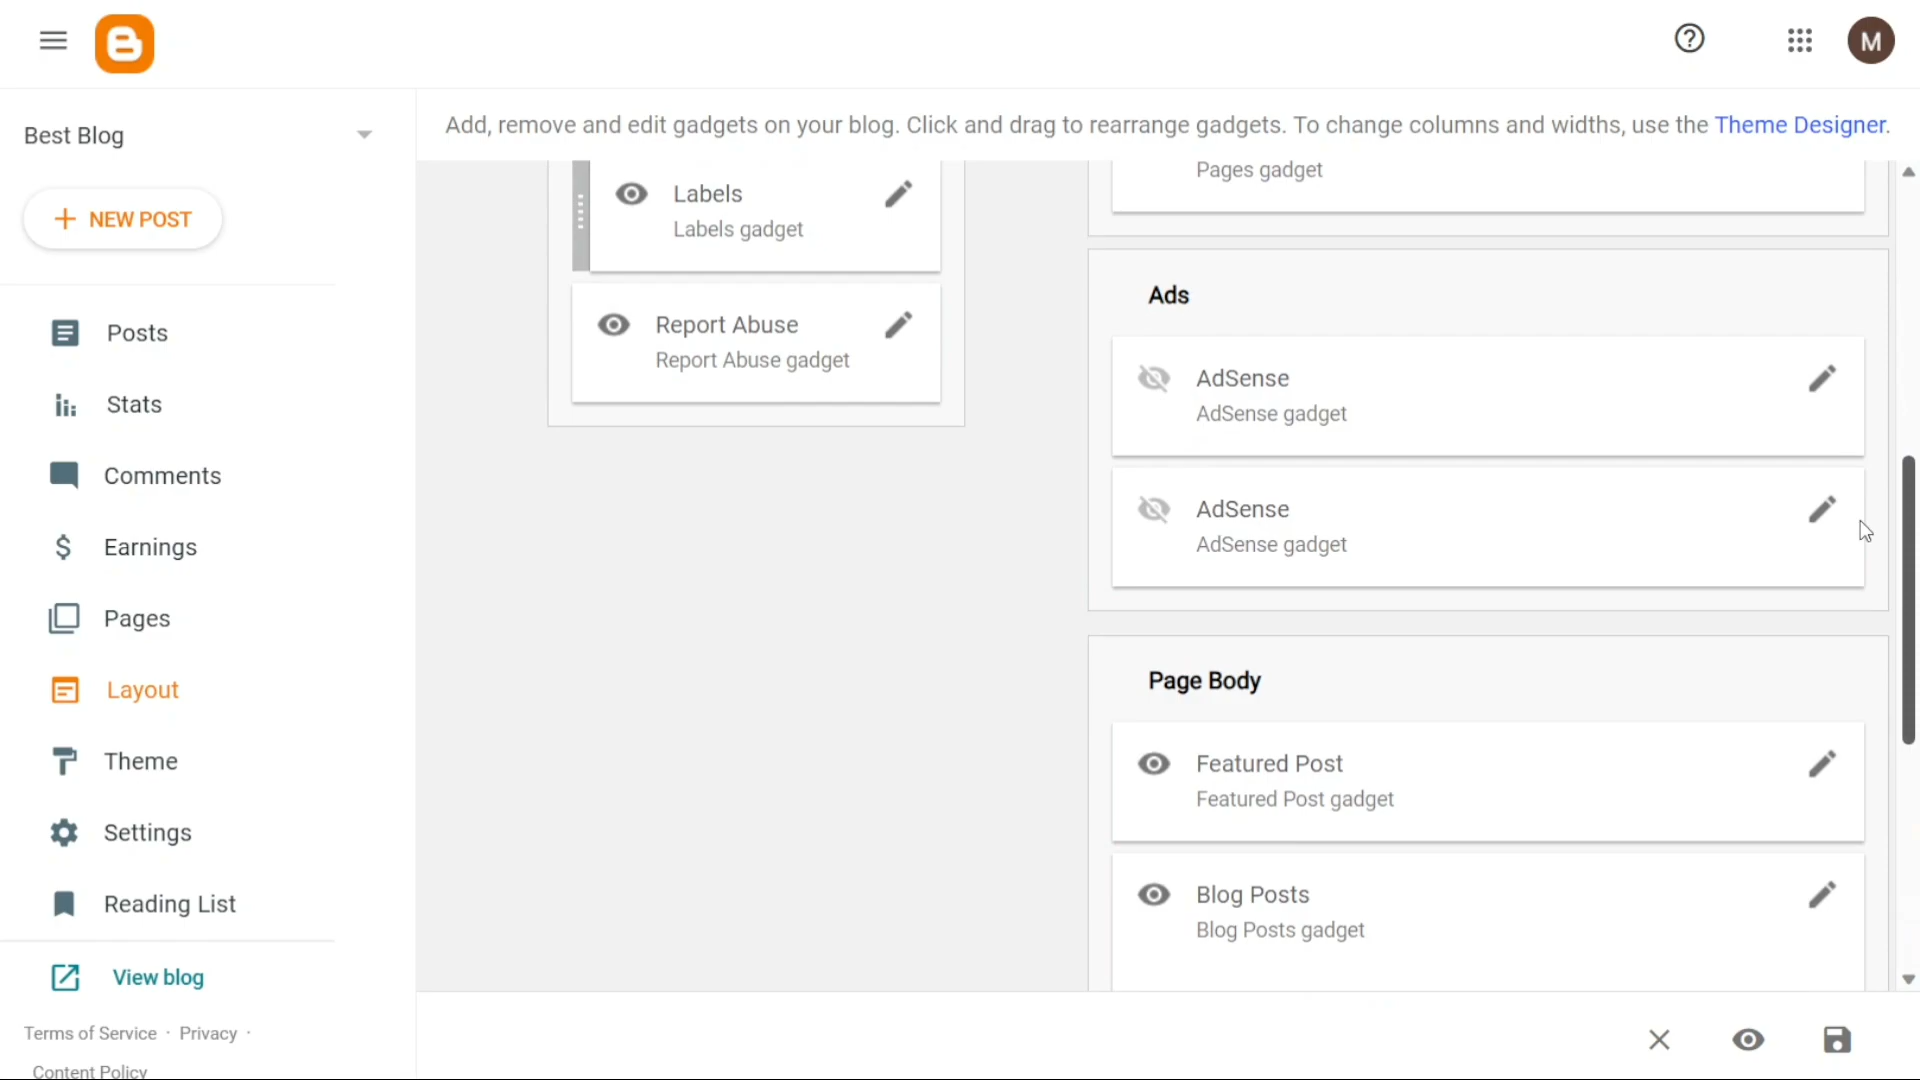 M
Best Blog
NEW POST
Posts
Stats
Comments
Earnings
Pages
Layout
Theme
Settings
Reading List
View blog
Terms of Service · Privacy ·
Content Policy
Add, remove and edit gadgets on your blog. Click and drag to rearrange gadgets. To change columns and widths, use the Theme Designer.
Labels
Labels gadget
Report Abuse
Report Abuse gadget
Pages gadget
Ads
AdSense
AdSense gadget
AdSense
AdSense gadget
Page Body
Featured Post
Featured Post gadget
Blog Posts
Blog Posts gadget